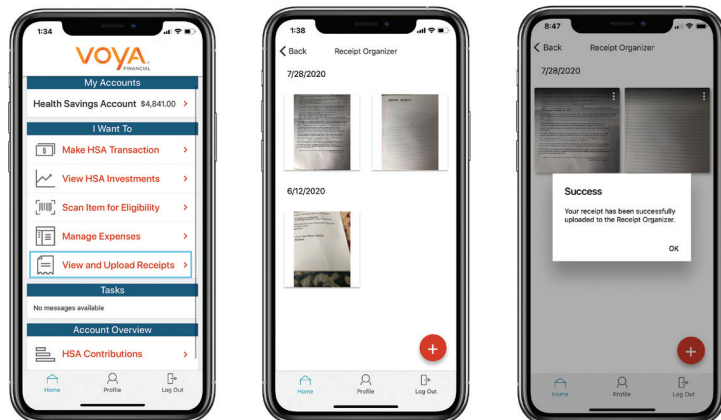 1:34
VOYA
FINANCIAL
My Accounts
Health Savings Account $4,841.00
I Want To
Make HSA Transaction
View HSA Investments
Scan Item for Eligibility
Manage Expenses
View and Upload Receipts
Tasks
No messages available
Account Overview
HSA Contributions
Home Profile Log Out
1:38
Back Receipt Organizer
7/28/2020
6/12/2020
+
Home Profile Log Out
8:47
Back Receipt Organizer
7/28/2020
Success
Your receipt has been successfully
uploaded to the Receipt Organizer.
OK
+
Home Profile Log Out